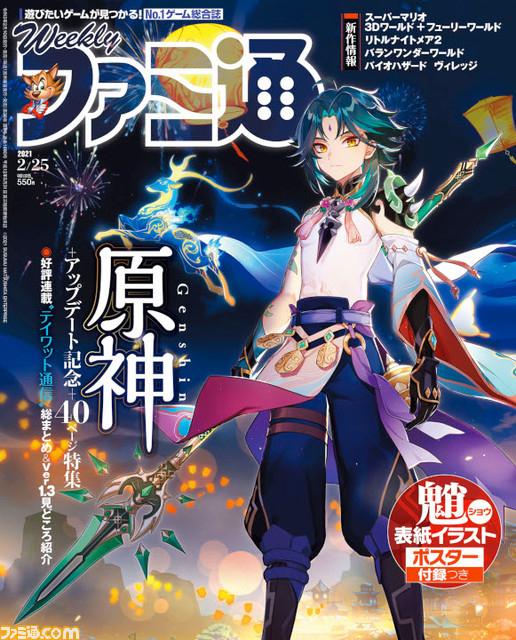 遊びたいゲームが見つかる！ No.1ゲーム総合誌
Weekly
ファミ通
2021
2/25
550円
新作情報
スーパーマリオ
3Dワールド＋フューリーワールド
リトルナイトメア2
バランワンダーワールド
バイオハザード ヴィレッジ
原神
Genshin
＋アップデート記念＋40ページ特集
好評連載“テイワット通信”総まとめ&Ver.1.3見どころ紹介
魈
ショウ
表紙イラスト
ポスター
付録つき
ファミ通.com